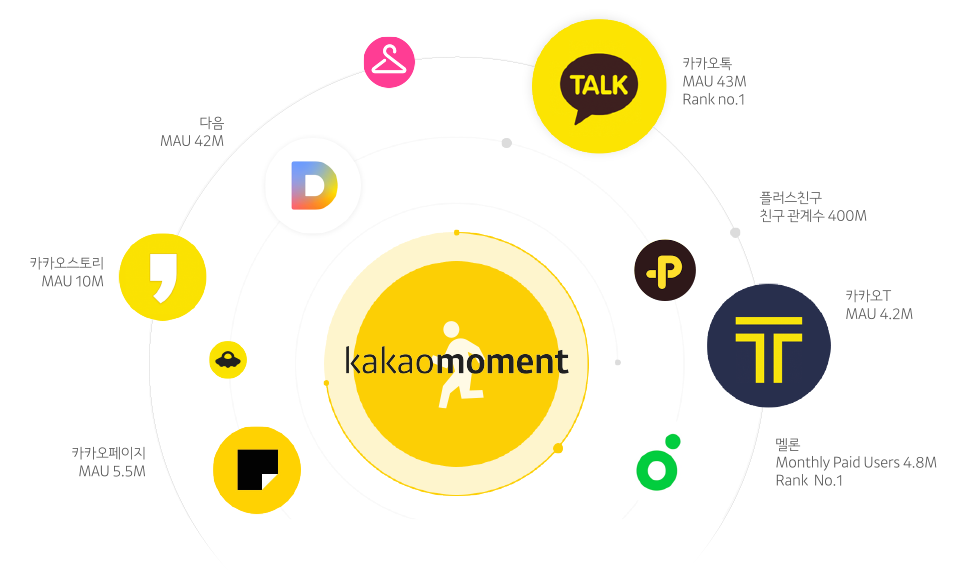 TALK
카카오톡
MAU 43M
Rank no.1
다음
MAU 42M
D
플러스친구
친구 관계수 400M
카카오스토리
MAU 10M
P
카카오T
MAU 4.2M
T
kakaomoment
카카오페이지
MAU 5.5M
멜론
Monthly Paid Users 4.8M
Rank No.1